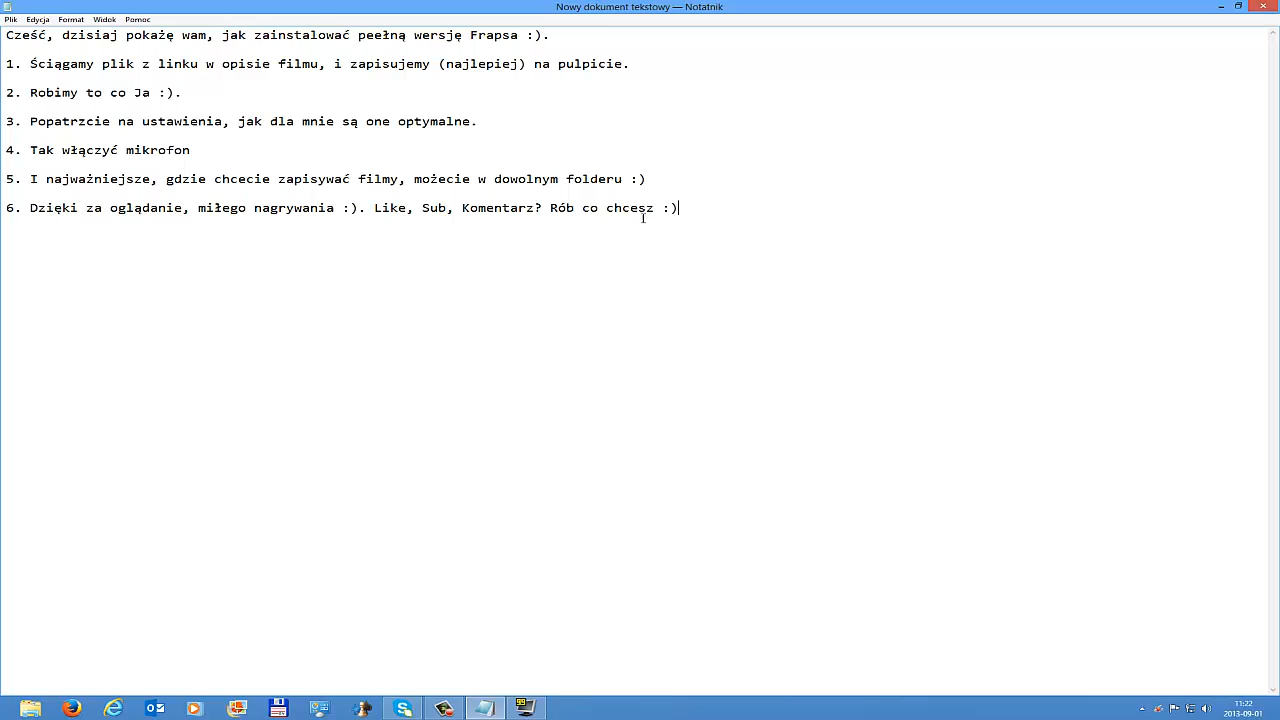 Nowy dokument tekstowy — Notatnik
Plik Edycja Format Widok Pomoc
Cześć, dzisiaj pokażę wam, jak zainstalować peełną wersję Frapsa :).
1. Ściągamy plik z linku w opisie filmu, i zapisujemy (najlepiej) na pulpicie.
2. Robimy to co Ja :).
3. Popatrzcie na ustawienia, jak dla mnie są one optymalne.
4. Tak włączyć mikrofon
5. I najważniejsze, gdzie chcecie zapisywać filmy, możecie w dowolnym folderu :)
6. Dzięki za oglądanie, miłego nagrywania :). Like, Sub, Komentarz? Rób co chcesz :)
11:22
2013-09-01